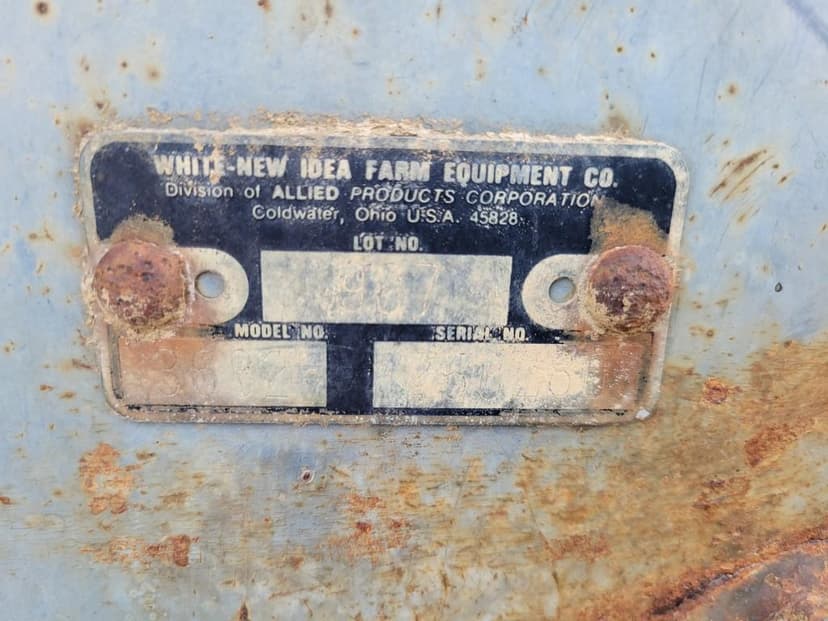 WHITE-NEW IDEA FARM EQUIPMENT CO.
Division of ALLIED PRODUCTS CORPORATION
Coldwater, Ohio U.S.A. 45828
LOT NO.
MODEL NO.
SERIAL NO.